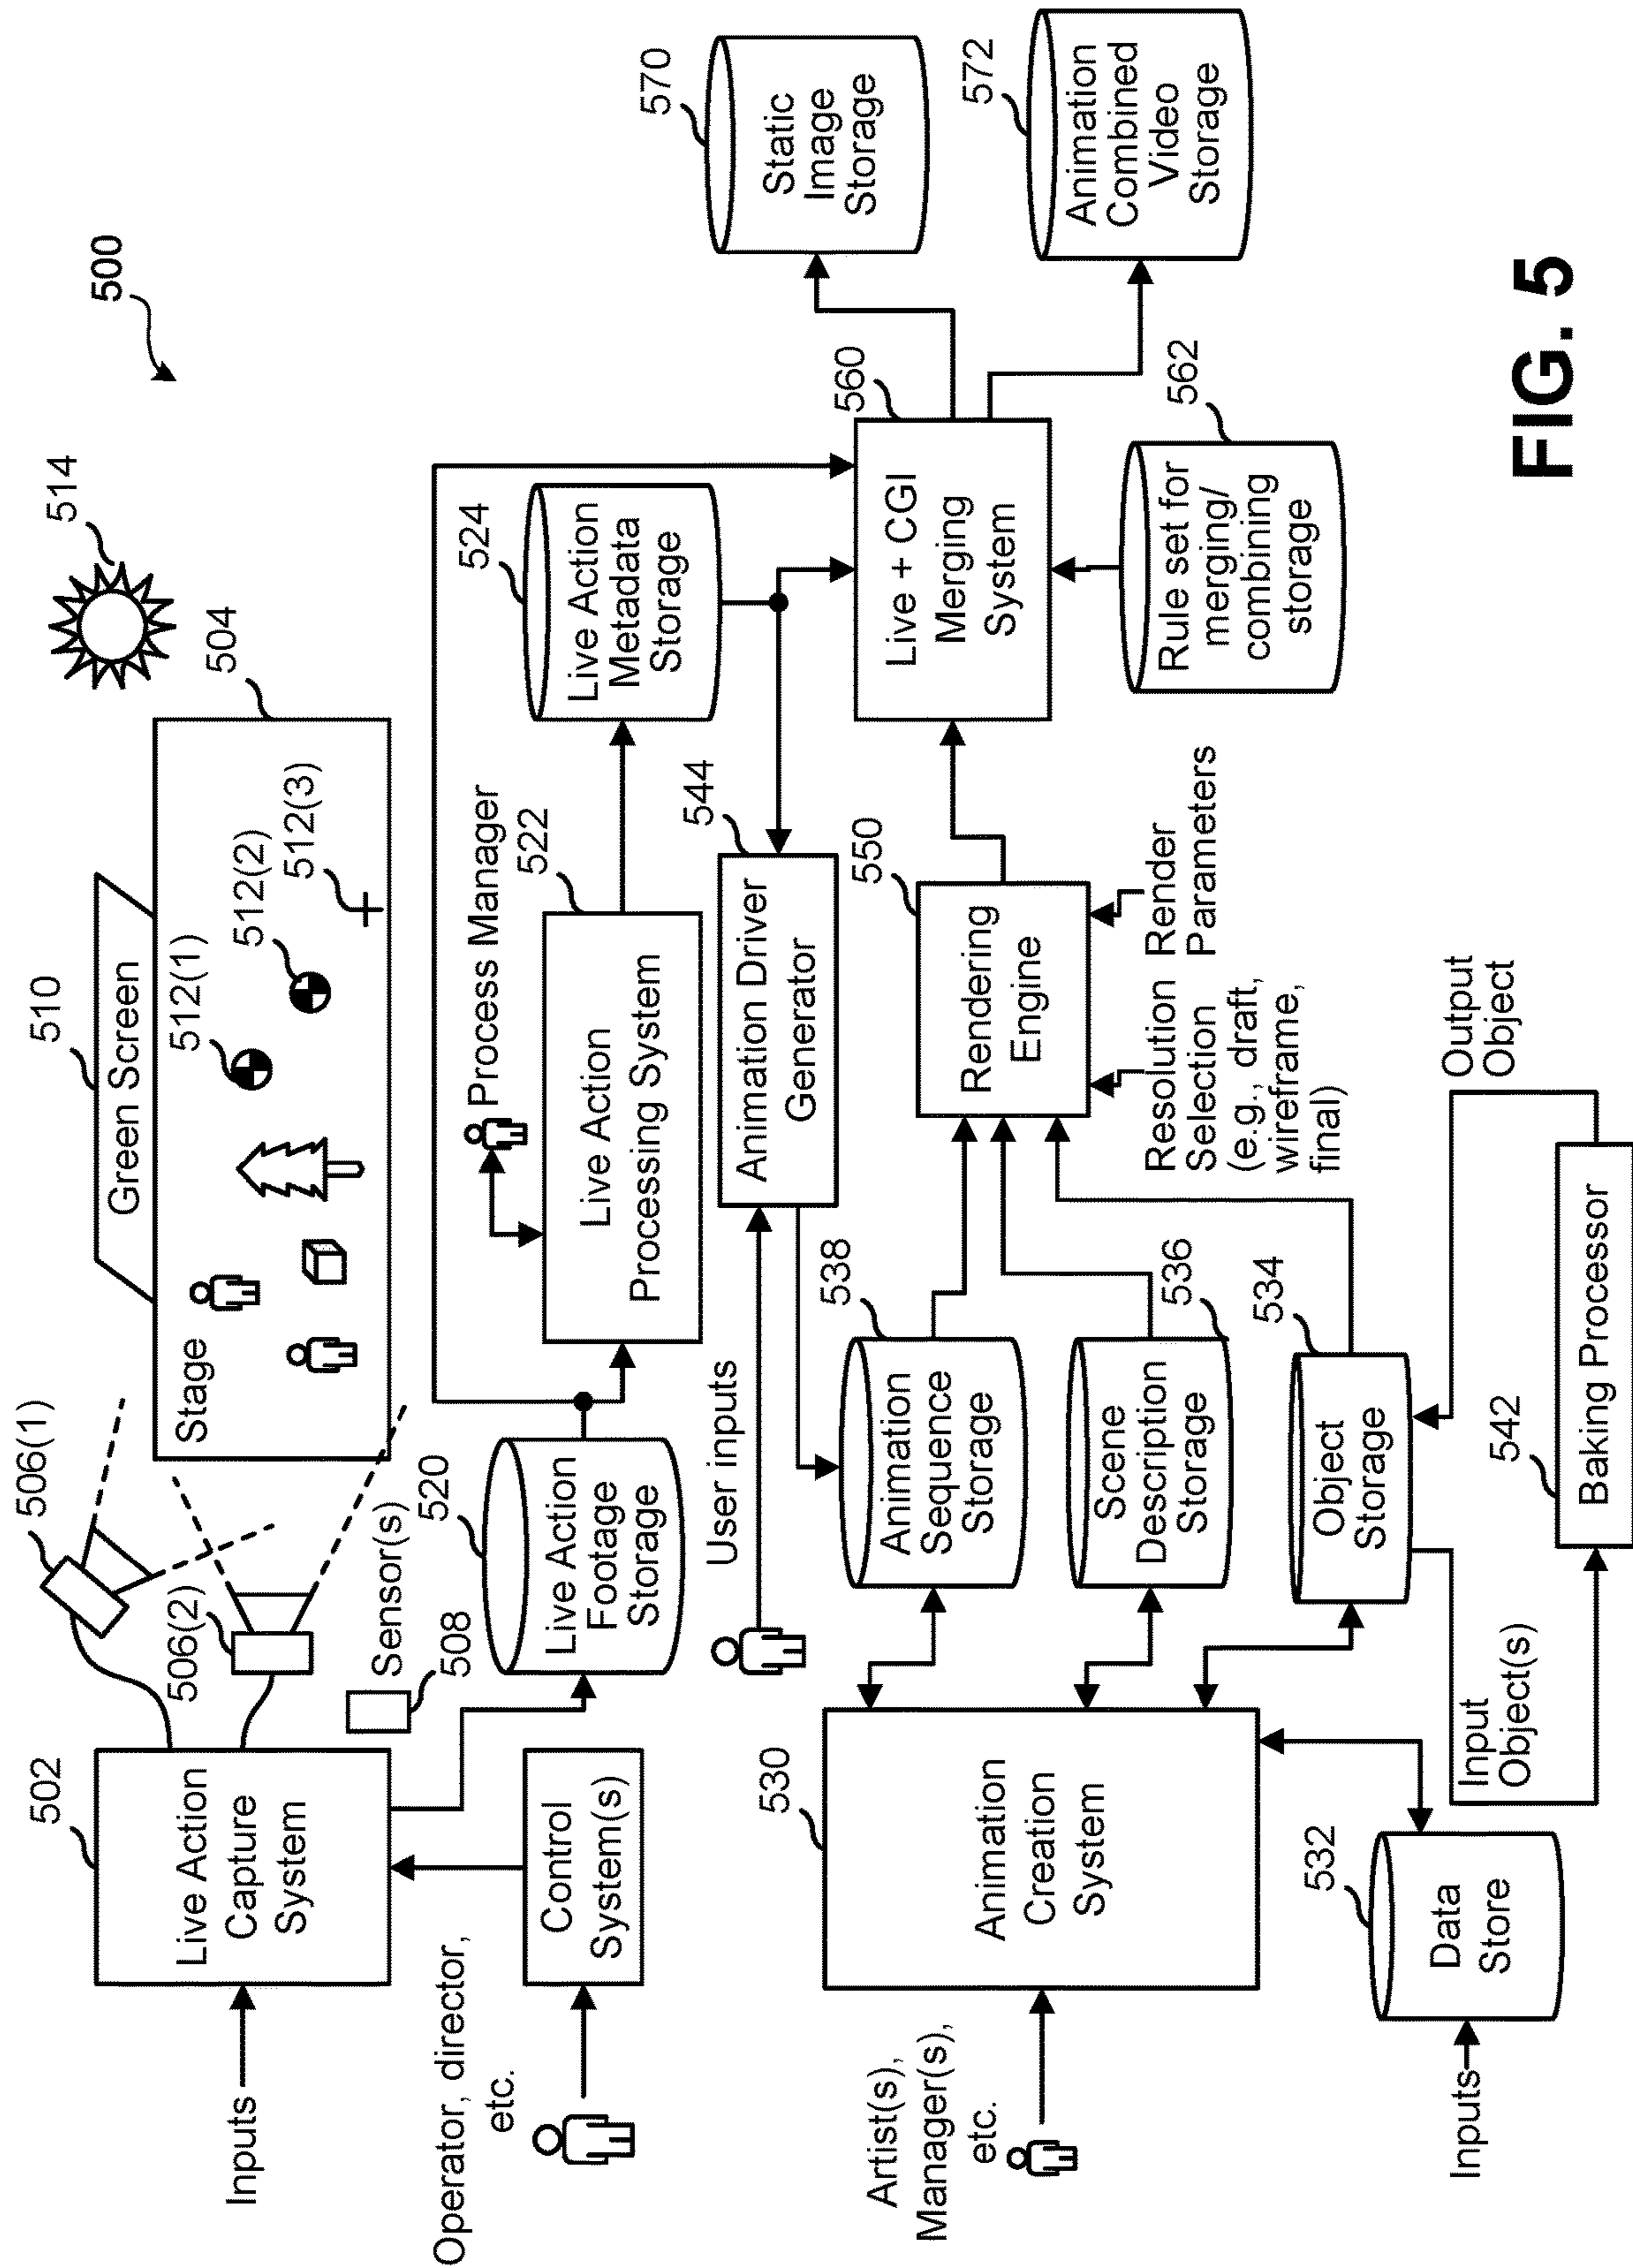 500
502
Live Action
Capture
System
Inputs
Operator, director,
etc.
Control
System(s)
506(1)
506(2)
Sensor(s)
508
510
Green Screen
Stage
504
512(1)
512(2)
512(3)
514
520
Live Action
Footage
Storage
Process Manager
522
Live Action
Processing System
524
Live Action
Metadata
Storage
User inputs
544
Animation Driver
Generator
Artist(s),
Manager(s),
etc.
530
Animation
Creation
System
538
Animation
Sequence
Storage
536
Scene
Description
Storage
534
Object
Storage
532
Data
Store
Inputs
Input
Object(s)
542
Baking Processor
Output
Object
550
Rendering
Engine
Resolution
Selection
(e.g., draft,
wireframe,
final)
Render
Parameters
560
Live + CGI
Merging
System
562
Rule set for
merging/
combining
storage
570
Static
Image
Storage
572
Animation
Combined
Video
Storage
FIG. 5